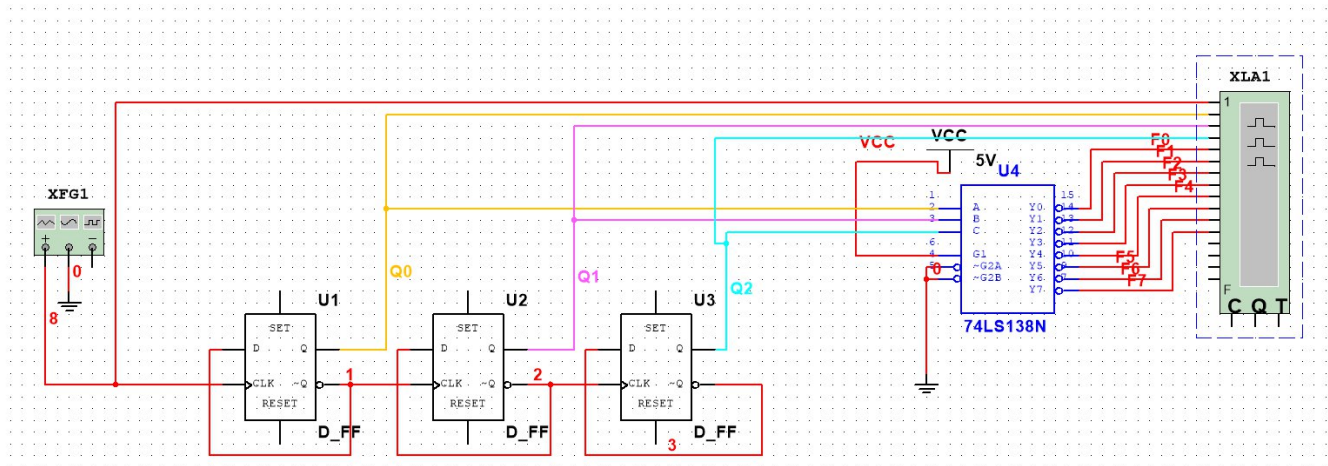 XLA1
1
VCC
VCC
5V
F0
F1
F2
F3
F4
U4
XFG1
+
−
0
8
Q0
Q1
Q2
1
2
3
6
4
5
0
A
B
C
G1
~G2A
~G2B
Y0
Y1
Y2
Y3
Y4
Y5
Y6
Y7
15
14
13
12
11
10
9
7
F5
F6
F7
74LS138N
F
C Q T
U1
SET
D Q
CLK ~Q
RESET
D_FF
1
U2
SET
D Q
CLK ~Q
RESET
D_FF
2
U3
SET
D Q
CLK ~Q
RESET
D_FF
3